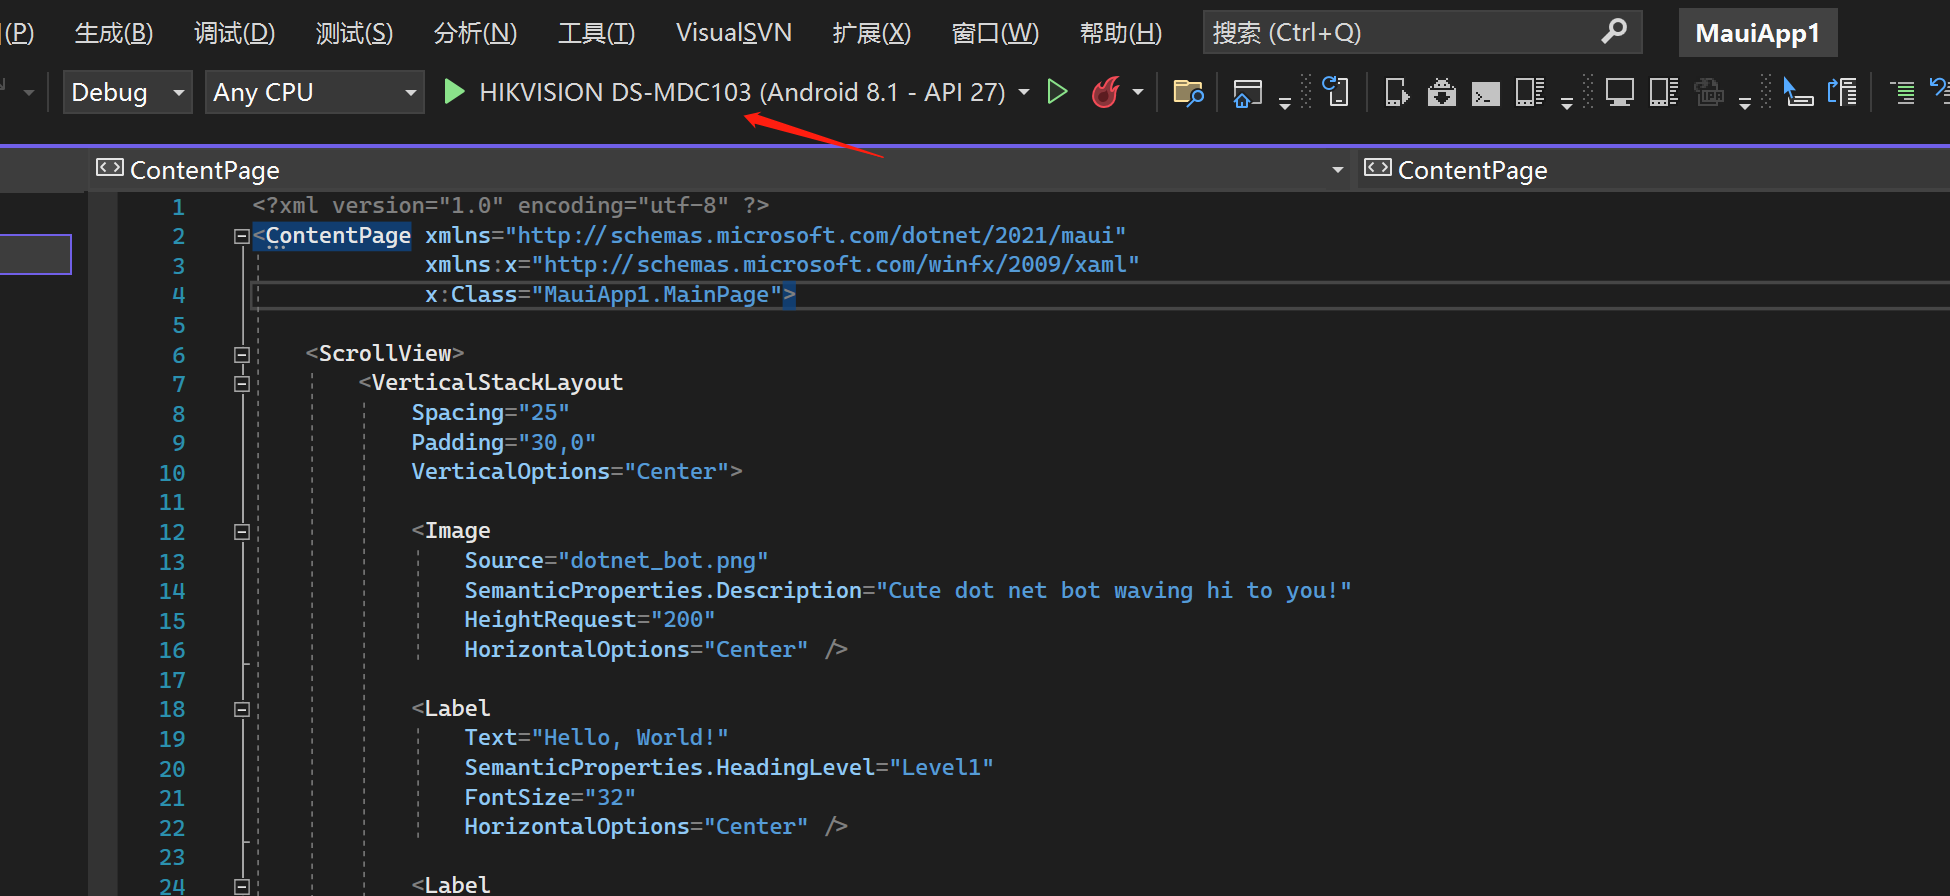 (P) 生成(B) 调试(D) 测试(S) 分析(N) 工具(T) VisualSVN 扩展(X) 窗口(W) 帮助(H) 搜索 (Ctrl+Q) MauiApp1
Debug Any CPU HIKVISION DS-MDC103 (Android 8.1 - API 27)
ContentPage ContentPage
1 <?xml version="1.0" encoding="utf-8" ?>
2 <ContentPage xmlns="http://schemas.microsoft.com/dotnet/2021/maui"
3 xmlns:x="http://schemas.microsoft.com/winfx/2009/xaml"
4 x:Class="MauiApp1.MainPage">
5
6 <ScrollView>
7 <VerticalStackLayout
8 Spacing="25"
9 Padding="30,0"
10 VerticalOptions="Center">
11
12 <Image
13 Source="dotnet_bot.png"
14 SemanticProperties.Description="Cute dot net bot waving hi to you!"
15 HeightRequest="200"
16 HorizontalOptions="Center" />
17
18 <Label
19 Text="Hello, World!"
20 SemanticProperties.HeadingLevel="Level1"
21 FontSize="32"
22 HorizontalOptions="Center" />
23
24 <Label